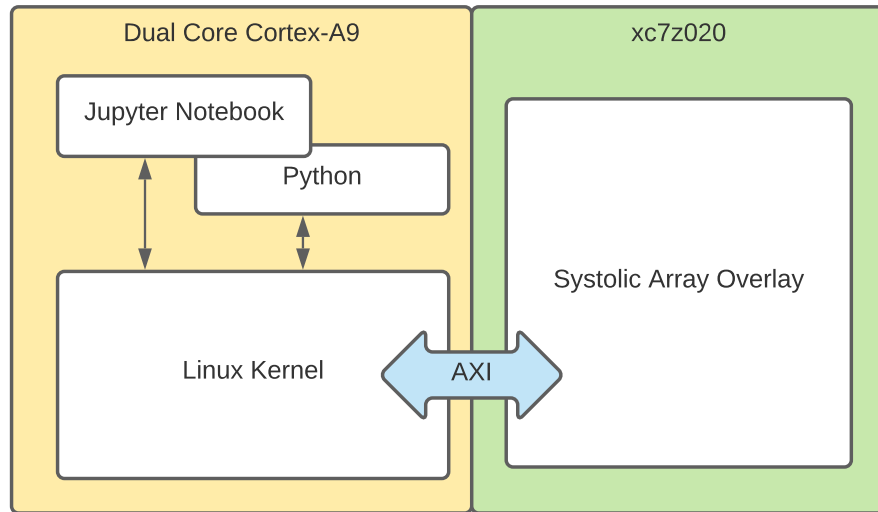 Dual Core Cortex-A9
xc7z020
Jupyter Notebook
Python
Systolic Array Overlay
Linux Kernel
AXI